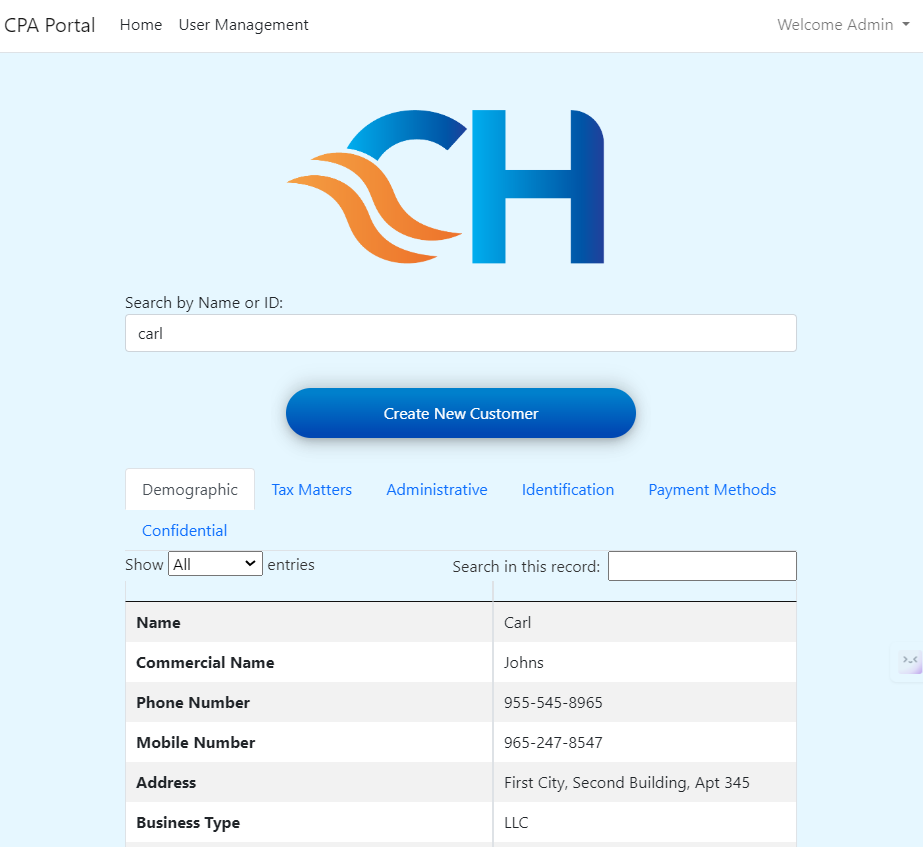 CPA Portal Home User Management Welcome Admin
CH
Search by Name or ID:
carl
Create New Customer
Demographic Tax Matters Administrative Identification Payment Methods
Confidential
Show All entries Search in this record:
Name Carl
Commercial Name Johns
Phone Number 955-545-8965
Mobile Number 965-247-8547
Address First City, Second Building, Apt 345
Business Type LLC